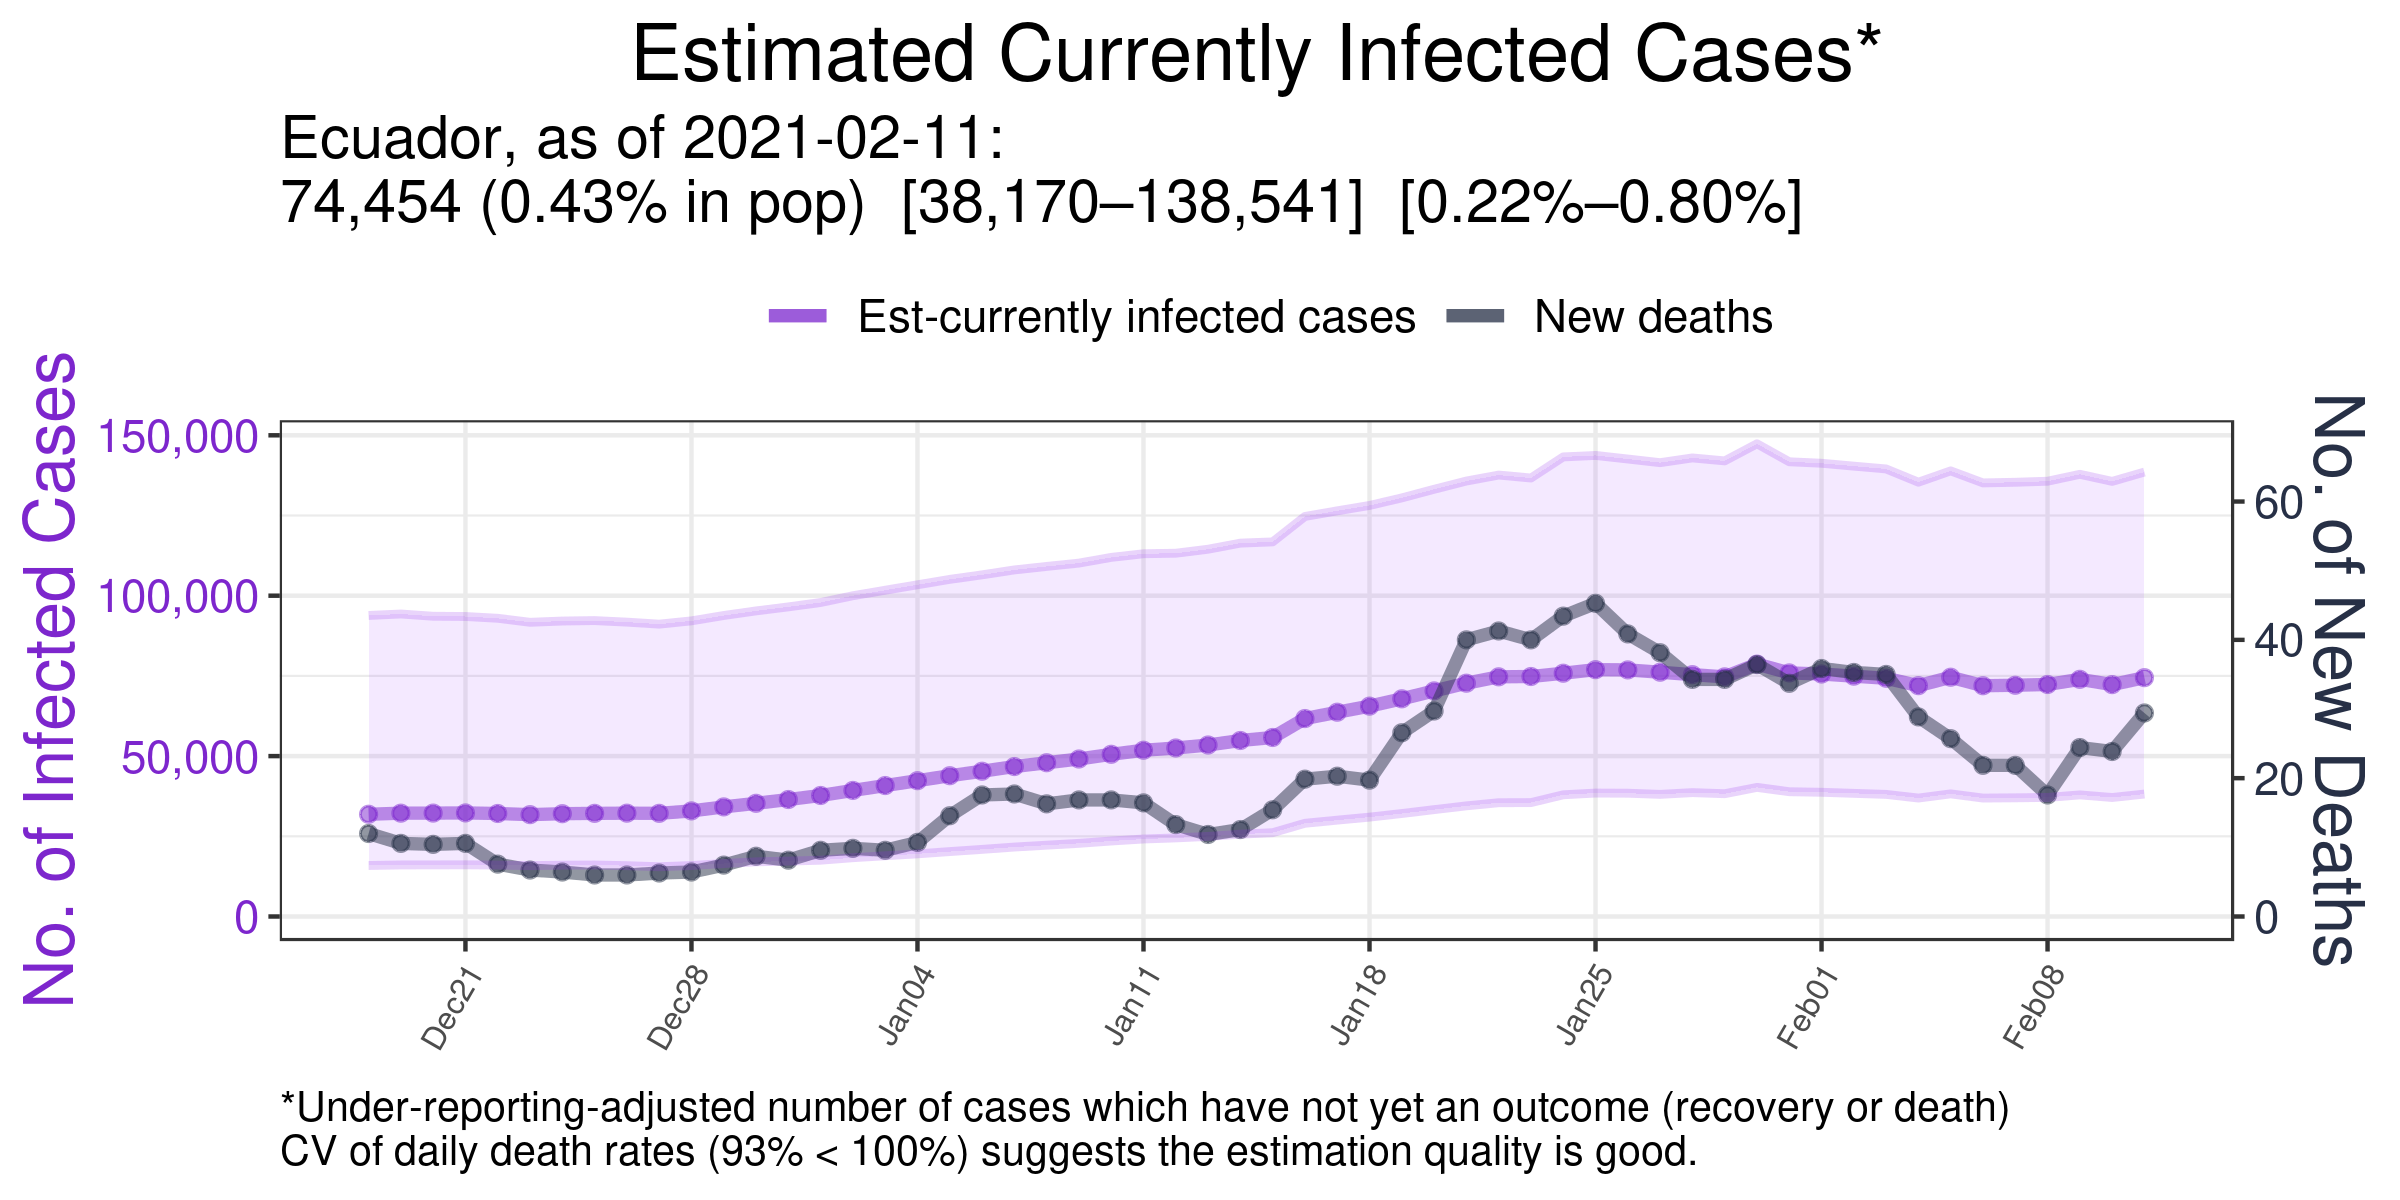 Estimated Currently Infected Cases*
Ecuador, as of 2021-02-11:
74,454 (0.43% in pop)  [38,170–138,541]  [0.22%–0.80%]
Est-currently infected cases
New deaths
No. of Infected Cases
150,000
100,000
50,000
0
No. of New Deaths
60
40
20
0
Dec21
Dec28
Jan04
Jan11
Jan18
Jan25
Feb01
Feb08
*Under-reporting-adjusted number of cases which have not yet an outcome (recovery or death)
CV of daily death rates (93% < 100%) suggests the estimation quality is good.